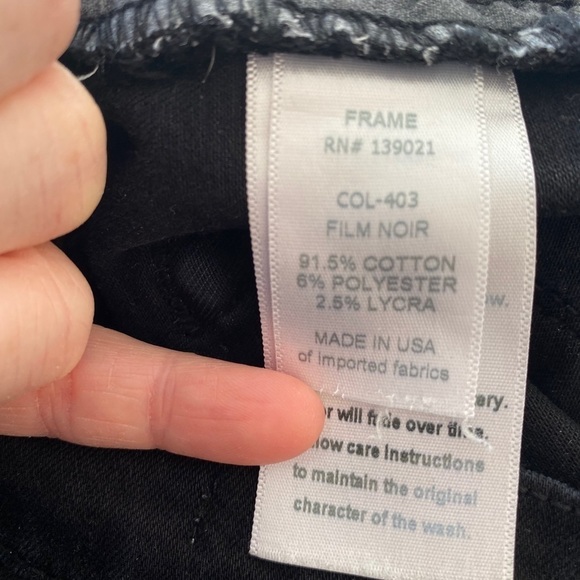 FRAME
RN# 139021
COL-403
FILM NOIR
91.5% COTTON
6% POLYESTER
2.5% LYCRA
MADE IN USA
of imported fabrics
will fade over time.
care instructions
to maintain the original
character of the wash.